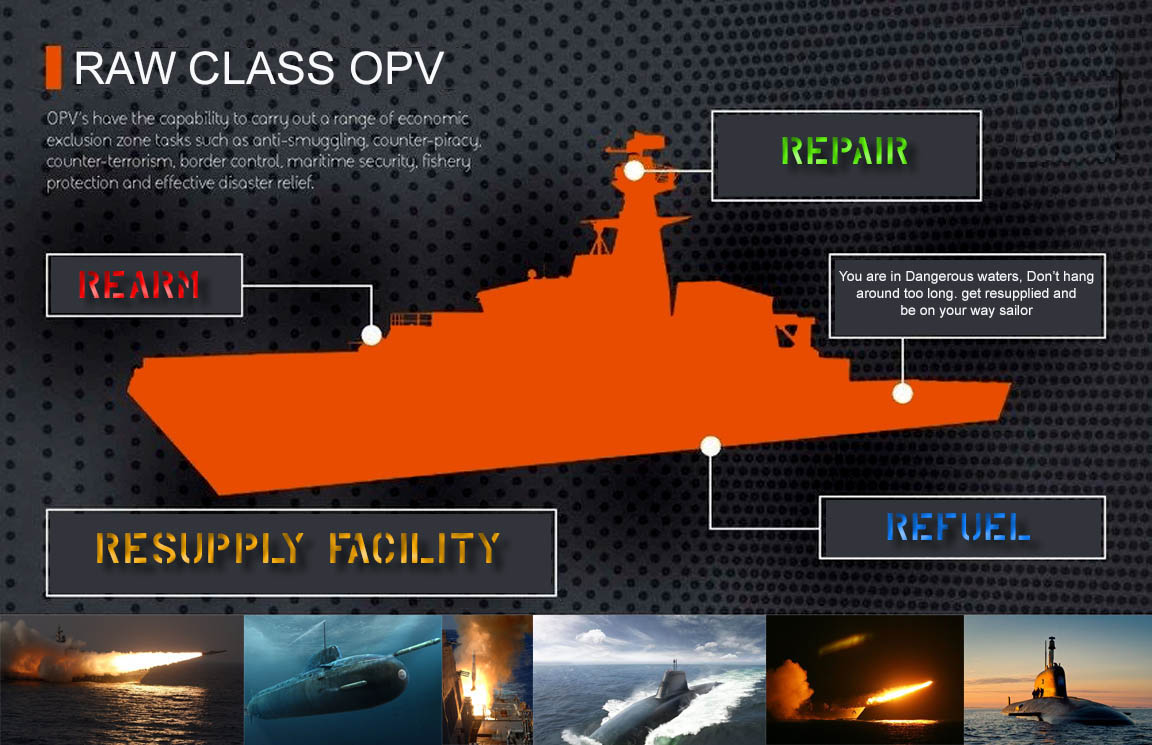 RAW CLASS OPV
OPV's have the capability to carry out a range of economic
exclusion zone tasks such as anti-smuggling, counter-piracy,
counter-terrorism, border control, maritime security, fishery
protection and effective disaster relief.
REPAIR
REARM
You are in Dangerous waters, Don't hang
around too long. get resupplied and
be on your way sailor
REFUEL
RESUPPLY FACILITY